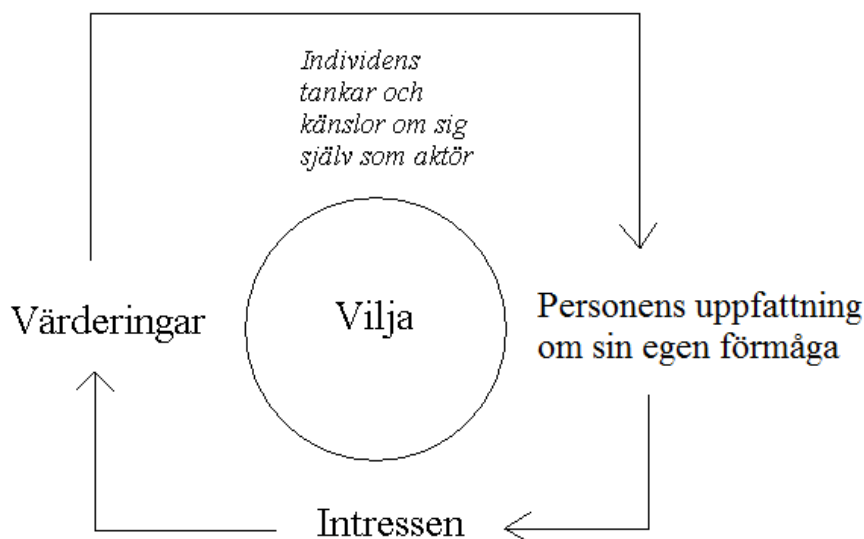 Individens
tankar och
känslor om sig
själv som aktör
Värderingar
Vilja
Personens uppfattning
om sin egen förmåga
Intressen